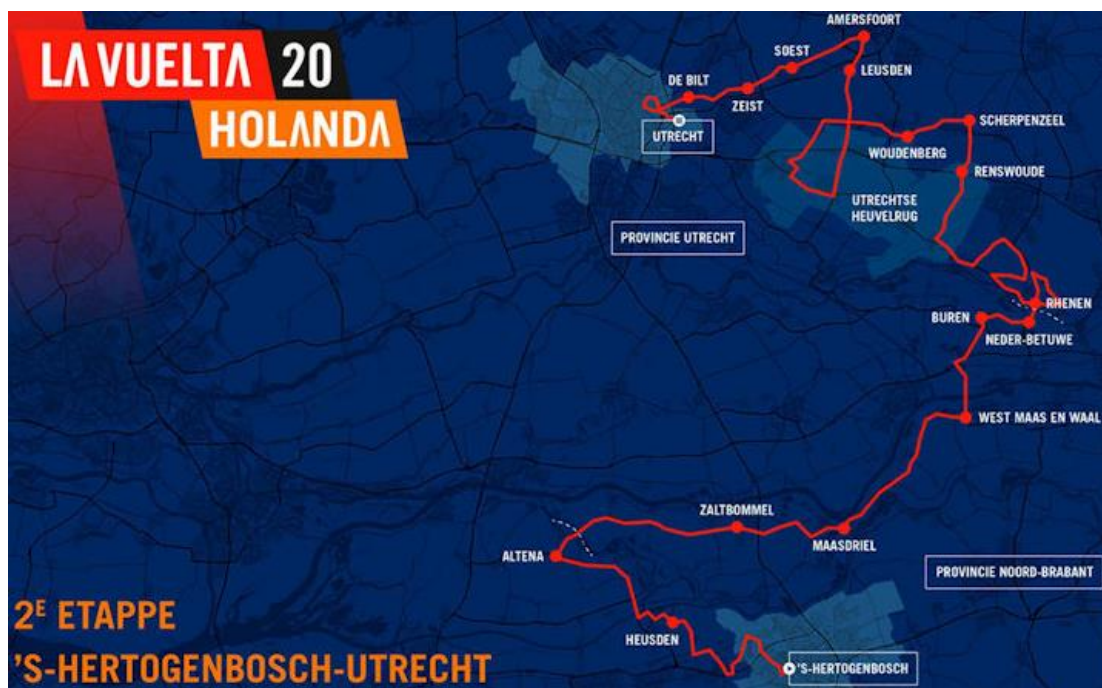 LA VUELTA 20
HOLANDA
AMERSFOORT
SOEST
LEUSDEN
DE BILT
ZEIST
UTRECHT
SCHERPENZEEL
WOUDENBERG
RENSWOUDE
UTRECHTSE
HEUVELRUG
PROVINCIE UTRECHT
RHENEN
BUREN
NEDER-BETUWE
WEST MAAS EN WAAL
ZALTBOMMEL
MAASDRIEL
ALTENA
PROVINCIE NOORD-BRABANT
HEUSDEN
'S-HERTOGENBOSCH
2E ETAPPE
'S-HERTOGENBOSCH-UTRECHT